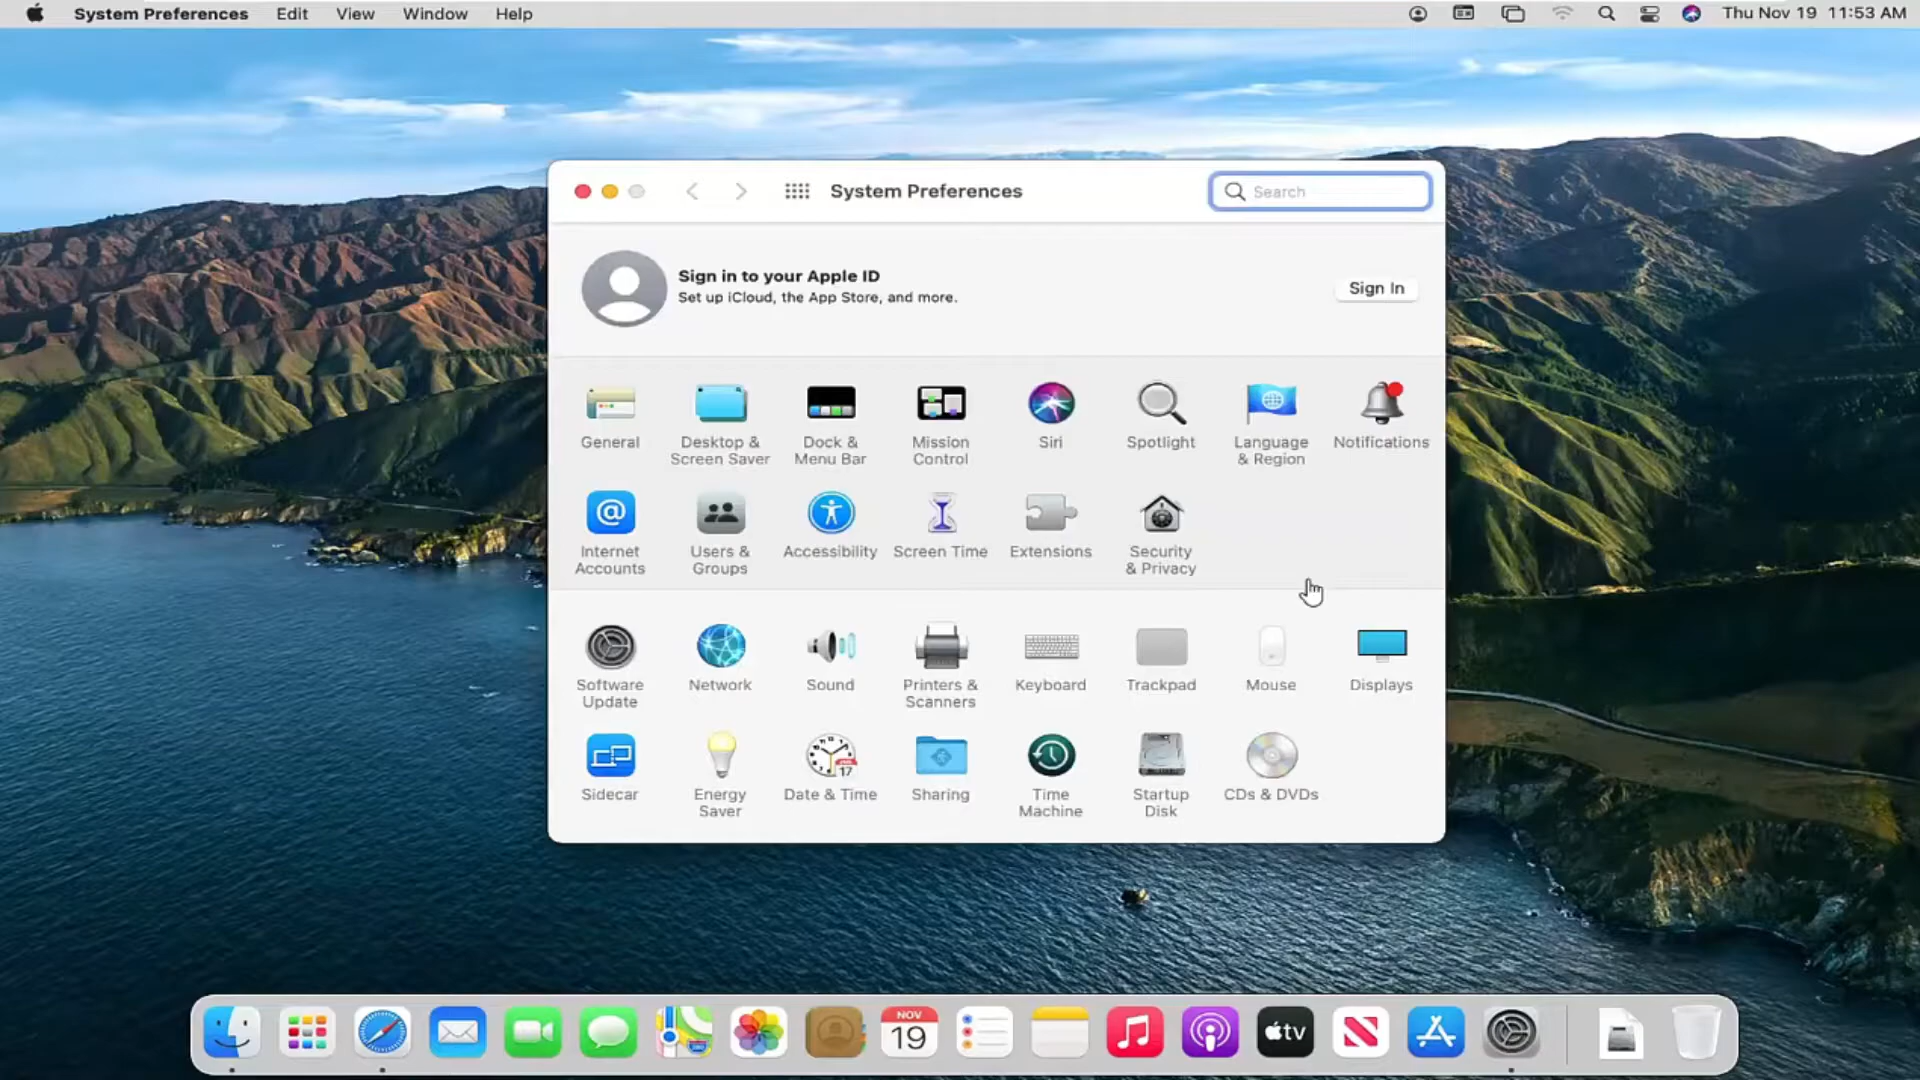 System Preferences Edit View Window Help Thu Nov 19 11:53 AM
System Preferences
Search
Sign in to your Apple ID
Set up iCloud, the App Store, and more.
Sign In
General
Desktop &
Screen Saver
Dock &
Menu Bar
Mission
Control
Siri
Spotlight
Language
& Region
Notifications
@
Internet
Accounts
Users &
Groups
Accessibility
Screen Time
Extensions
Security
& Privacy
Software
Update
Network
Sound
Printers &
Scanners
Keyboard
Trackpad
Mouse
Displays
Sidecar
Energy
Saver
17
Date & Time
Sharing
Time
Machine
Startup
Disk
CDs & DVDs
NOV
19
tv